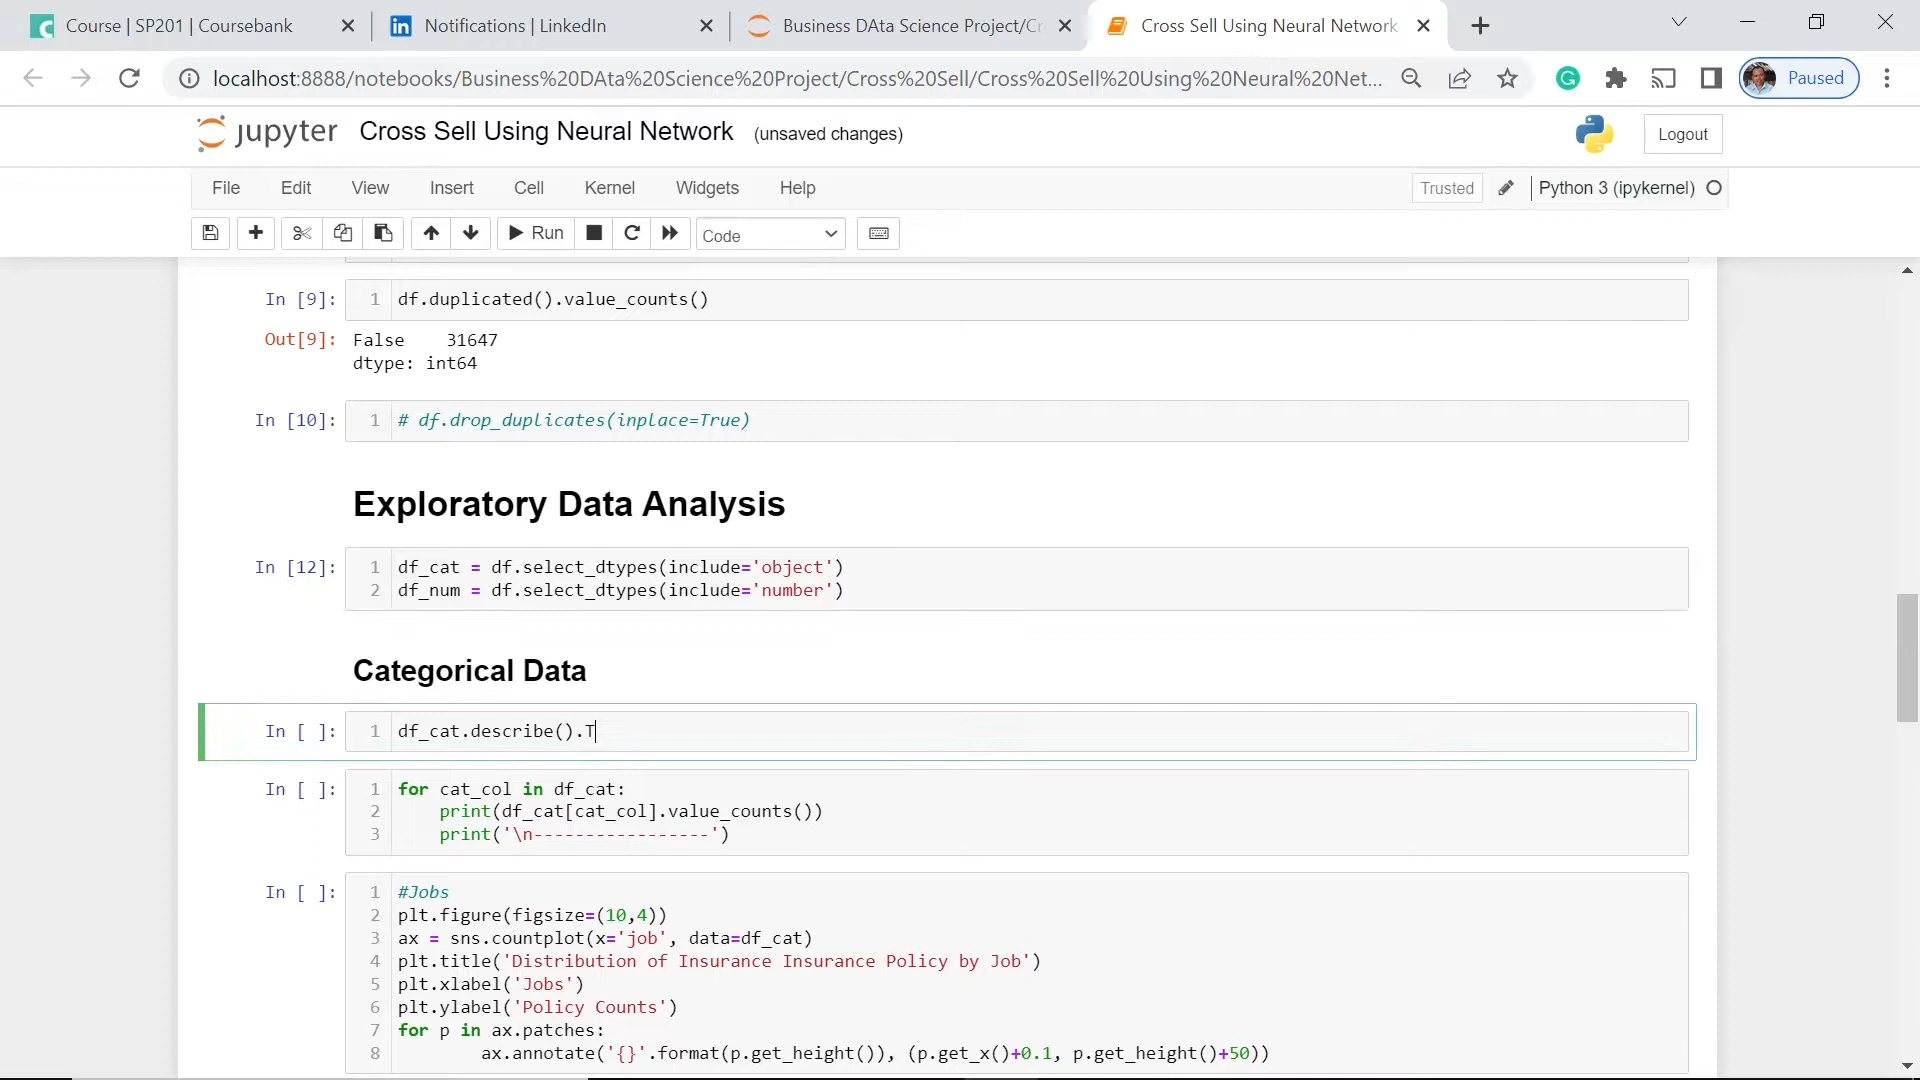 Course | SP201 | Coursebank
Notifications | LinkedIn
Business DAta Science Project/Cr
Cross Sell Using Neural Network
localhost:8888/notebooks/Business%20DAta%20Science%20Project/Cross%20Sell/Cross%20Sell%20Using%20Neural%20Net...
Paused
jupyter Cross Sell Using Neural Network (unsaved changes)
Logout
File Edit View Insert Cell Kernel Widgets Help
Trusted Python 3 (ipykernel)
Run Code
In [9]: 1 df.duplicated().value_counts()
Out[9]: False 31647
dtype: int64
In [10]: 1 # df.drop_duplicates(inplace=True)
Exploratory Data Analysis
In [12]: 1 df_cat = df.select_dtypes(include='object')
2 df_num = df.select_dtypes(include='number')
Categorical Data
In [ ]: 1 df_cat.describe().T
In [ ]: 1 for cat_col in df_cat:
2 print(df_cat[cat_col].value_counts())
3 print('\n-----------------')
In [ ]: 1 #Jobs
2 plt.figure(figsize=(10,4))
3 ax = sns.countplot(x='job', data=df_cat)
4 plt.title('Distribution of Insurance Insurance Policy by Job')
5 plt.xlabel('Jobs')
6 plt.ylabel('Policy Counts')
7 for p in ax.patches:
8 ax.annotate('{}'.format(p.get_height()), (p.get_x()+0.1, p.get_height()+50))